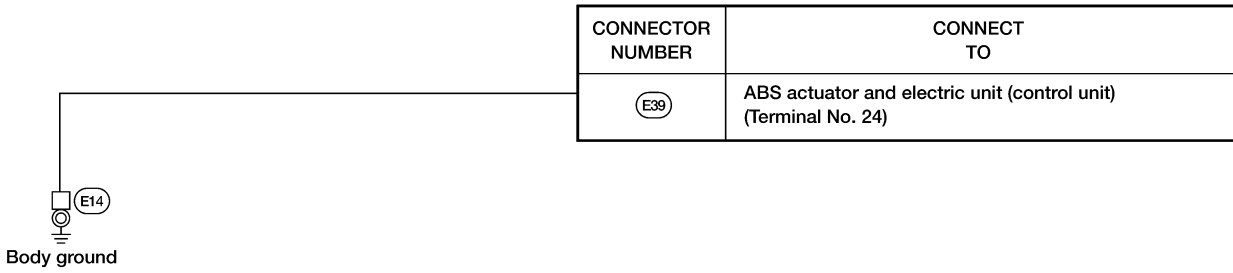 CONNECTOR
NUMBER
CONNECT
TO
E39
ABS actuator and electric unit (control unit)
(Terminal No. 24)
E14
Body ground